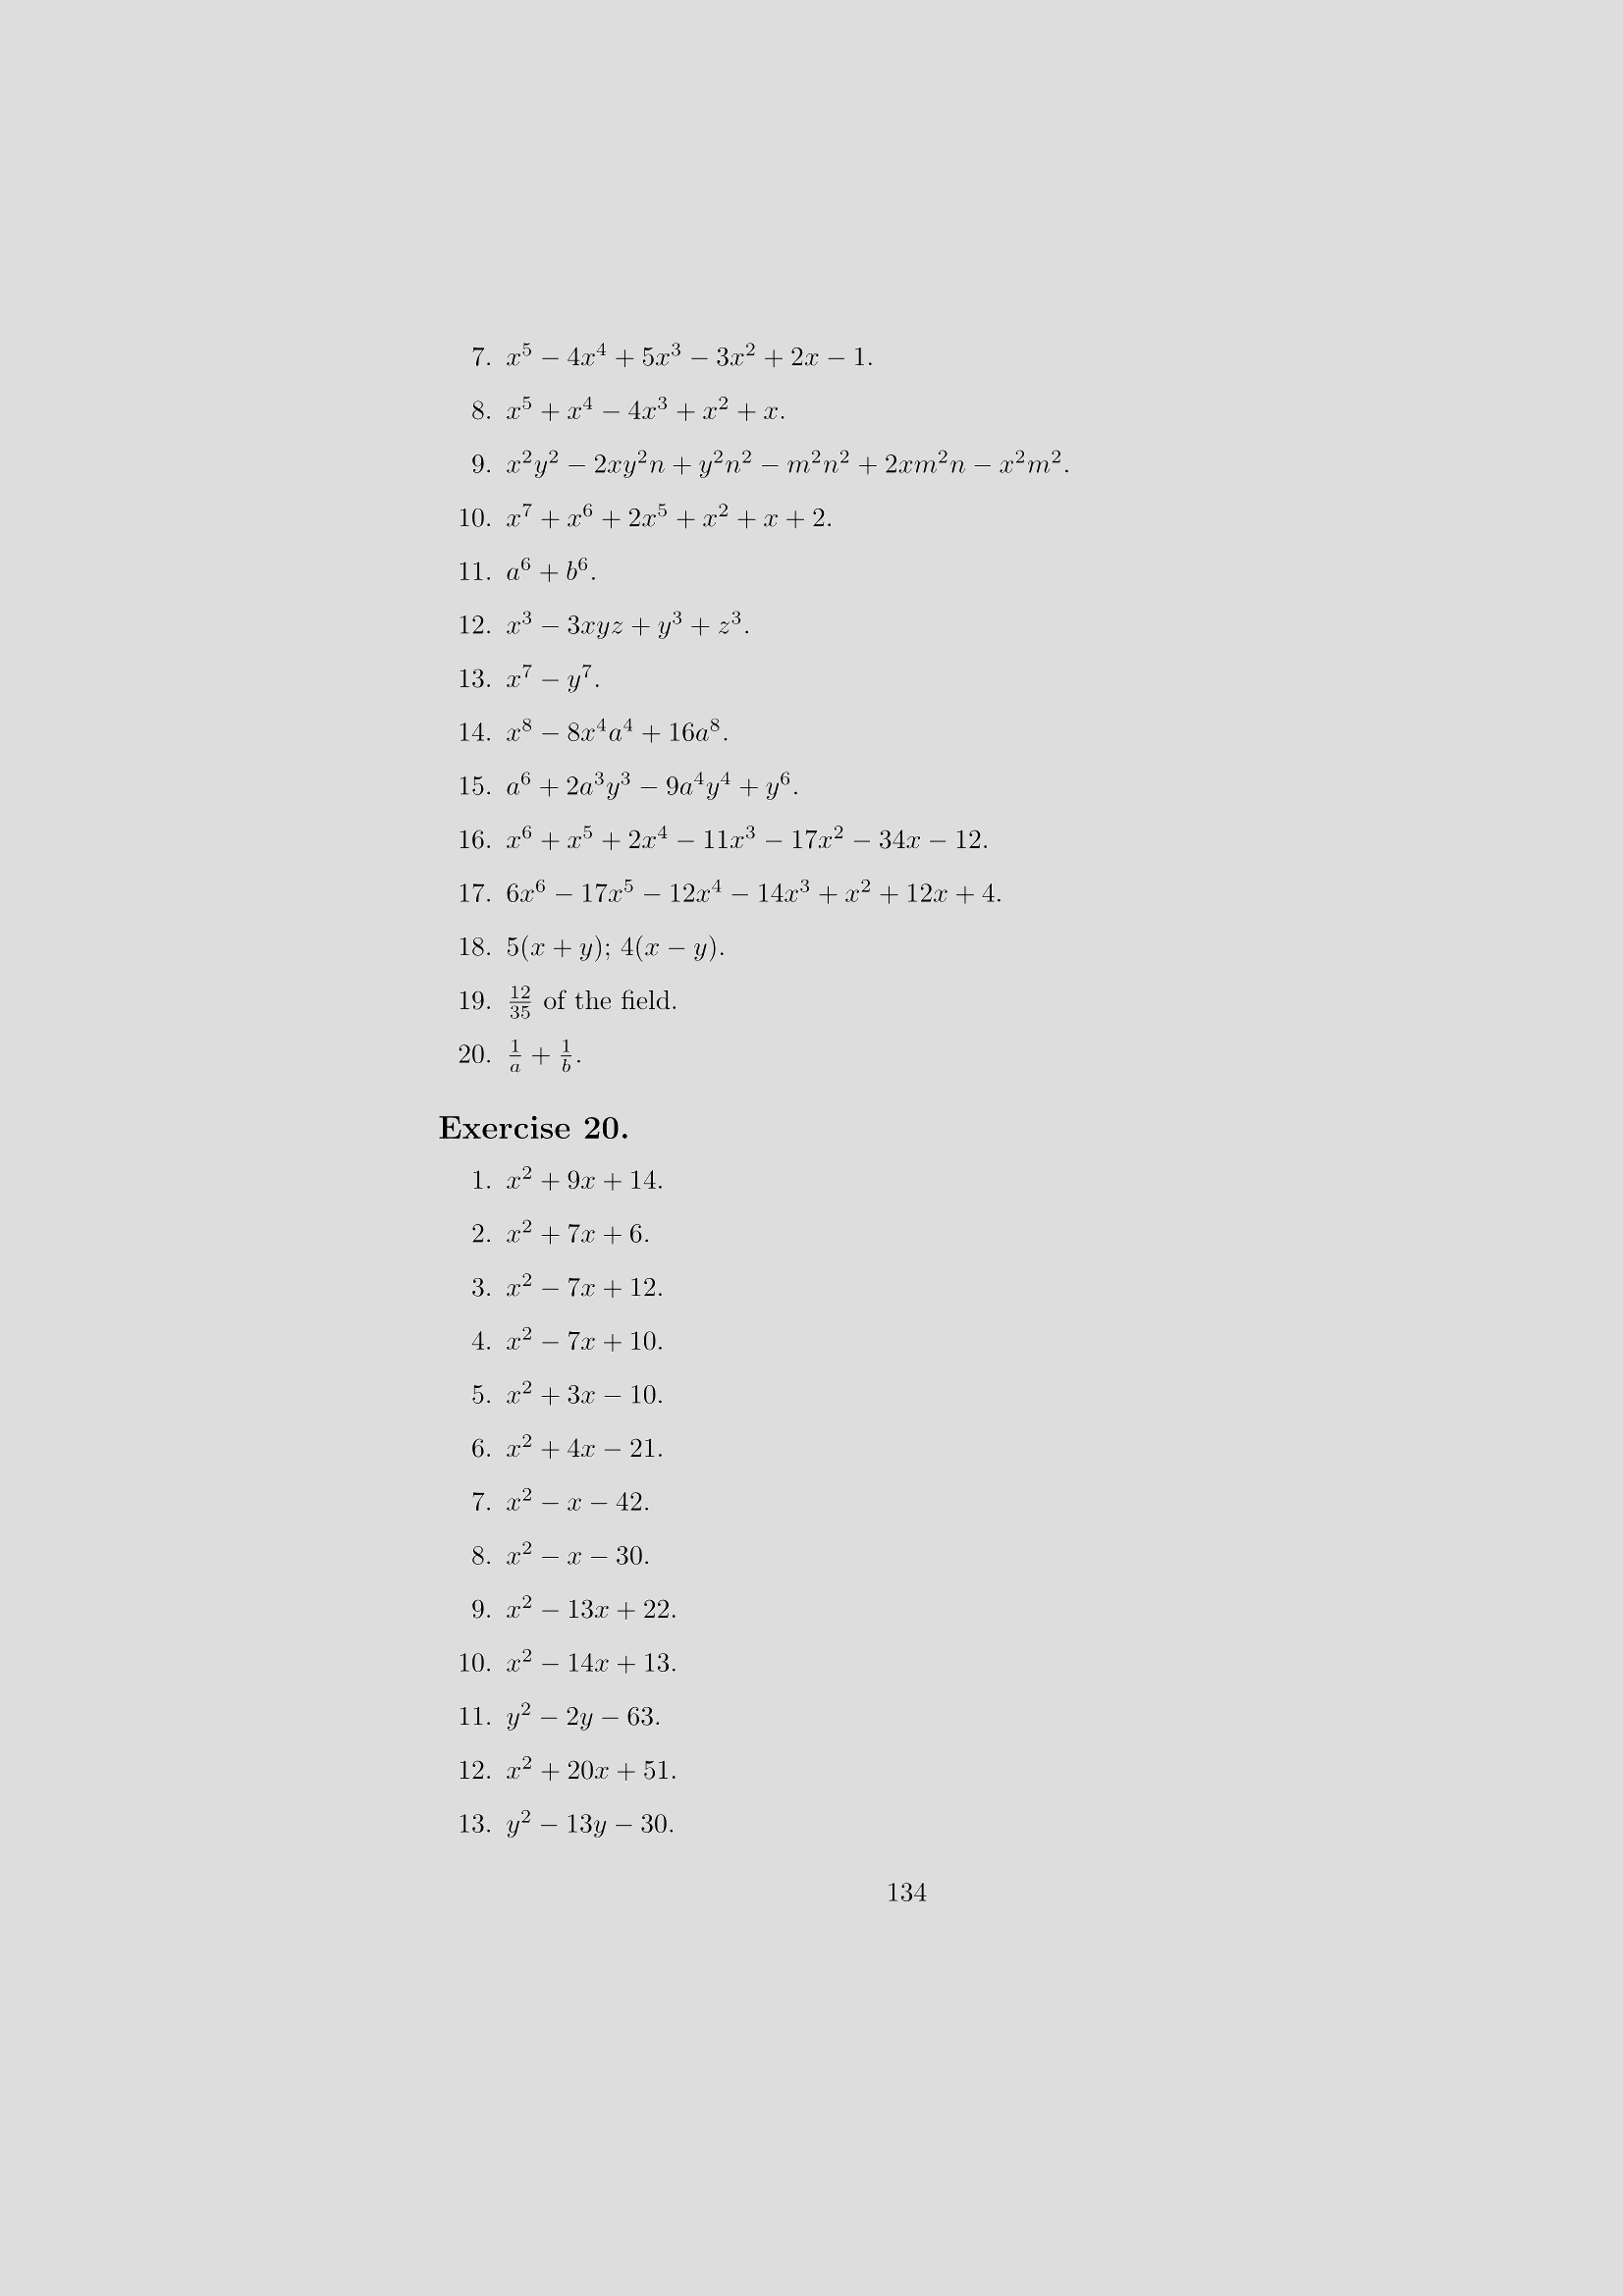 7. $x^5 - 4x^4 + 5x^3 - 3x^2 + 2x - 1$.
8. $x^5 + x^4 - 4x^3 + x^2 + x$.
9. $x^2y^2 - 2xy^2n + y^2n^2 - m^2n^2 + 2xm^2n - x^2m^2$.
10. $x^7 + x^6 + 2x^5 + x^2 + x + 2$.
11. $a^6 + b^6$.
12. $x^3 - 3xyz + y^3 + z^3$.
13. $x^7 - y^7$.
14. $x^8 - 8x^4a^4 + 16a^8$.
15. $a^6 + 2a^3y^3 - 9a^4y^4 + y^6$.
16. $x^6 + x^5 + 2x^4 - 11x^3 - 17x^2 - 34x - 12$.
17. $6x^6 - 17x^5 - 12x^4 - 14x^3 + x^2 + 12x + 4$.
18. $5(x + y)$; $4(x - y)$.
19. $\frac{12}{35}$ of the field.
20. $\frac{1}{a} + \frac{1}{b}$.
Exercise 20.
1. $x^2 + 9x + 14$.
2. $x^2 + 7x + 6$.
3. $x^2 - 7x + 12$.
4. $x^2 - 7x + 10$.
5. $x^2 + 3x - 10$.
6. $x^2 + 4x - 21$.
7. $x^2 - x - 42$.
8. $x^2 - x - 30$.
9. $x^2 - 13x + 22$.
10. $x^2 - 14x + 13$.
11. $y^2 - 2y - 63$.
12. $x^2 + 20x + 51$.
13. $y^2 - 13y - 30$.
134